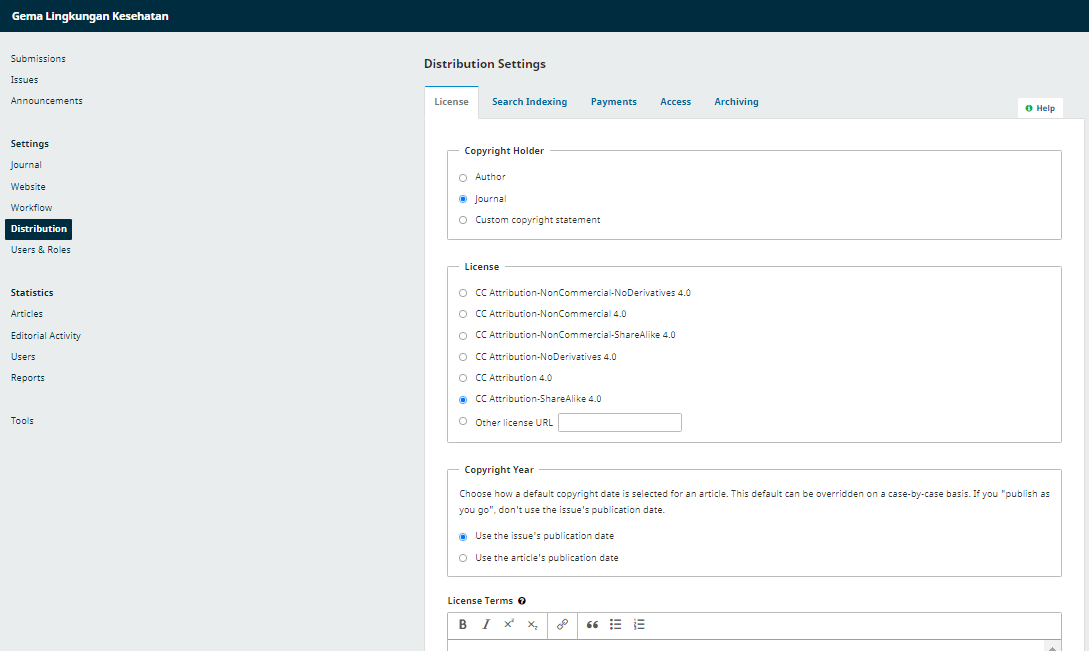 Gema Lingkungan Kesehatan
Submissions
Issues
Announcements
Settings
Journal
Website
Workflow
Distribution
Users & Roles
Statistics
Articles
Editorial Activity
Users
Reports
Tools
Distribution Settings
License
Search Indexing
Payments
Access
Archiving
Help
Copyright Holder
Author
Journal
Custom copyright statement
License
CC Attribution-NonCommercial-NoDerivatives 4.0
CC Attribution-NonCommercial 4.0
CC Attribution-NonCommercial-ShareAlike 4.0
CC Attribution-NoDerivatives 4.0
CC Attribution 4.0
CC Attribution-ShareAlike 4.0
Other license URL
Copyright Year
Choose how a default copyright date is selected for an article. This default can be overridden on a case-by-case basis. If you "publish as
you go", don't use the issue's publication date.
Use the issue's publication date
Use the article's publication date
License Terms